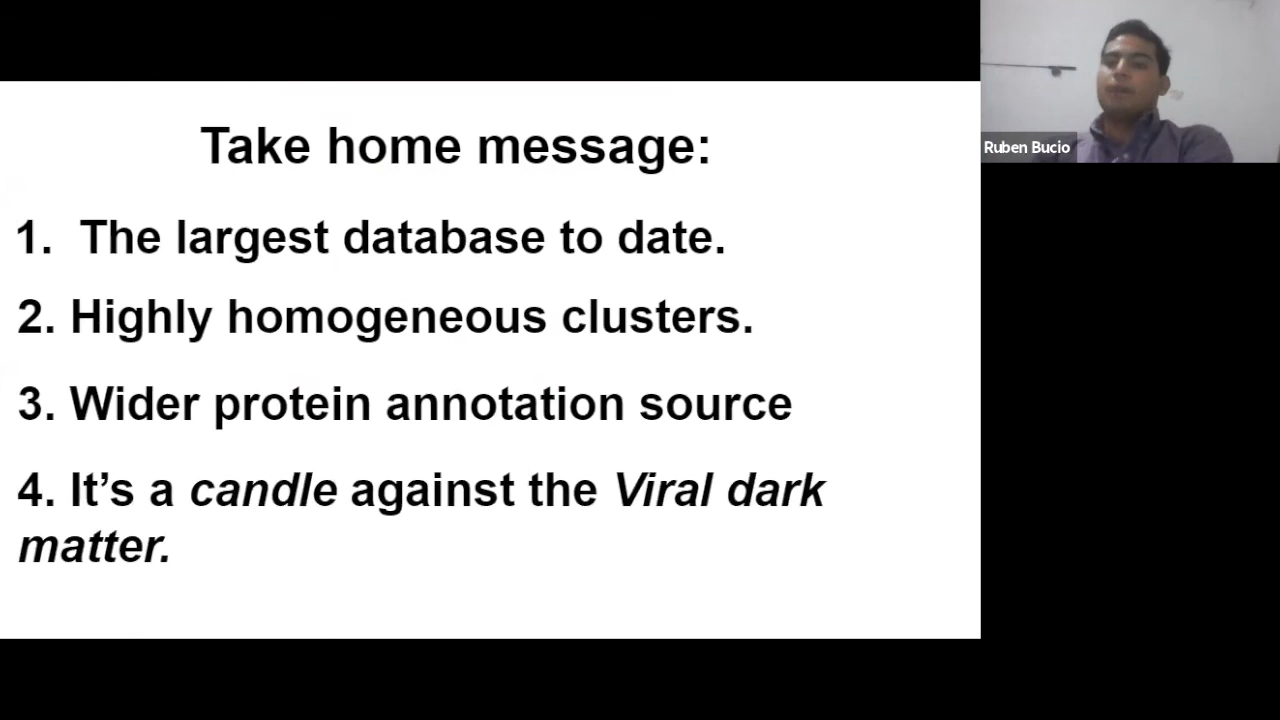 Take home message:
1. The largest database to date.
2. Highly homogeneous clusters.
3. Wider protein annotation source
4. It’s a candle against the Viral dark
matter.
Ruben Bucio